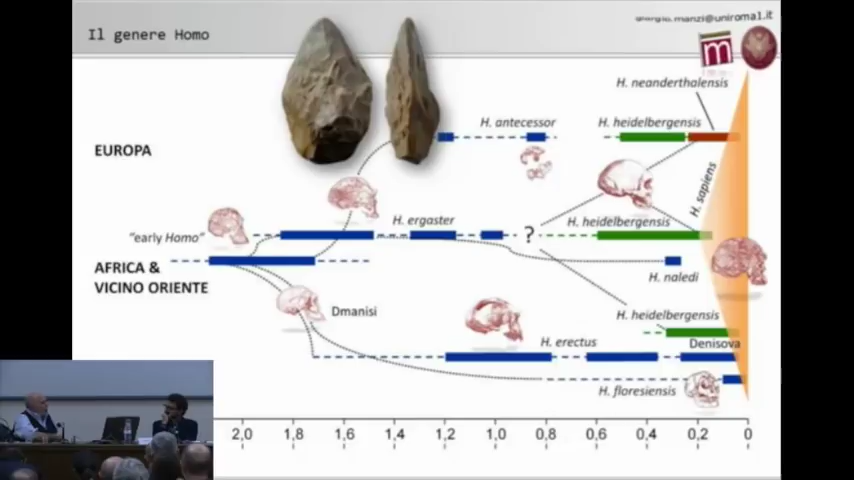 Il genere Homo
giorgio.manzi@uniroma1.it
m
H. neanderthalensis
H. antecessor
H. heidelbergensis
EUROPA
H. sapiens
H. ergaster
H. heidelbergensis
"early Homo"
?
AFRICA &
VICINO ORIENTE
H. naledi
Dmanisi
H. heidelbergensis
H. erectus
Denisova
H. floresiensis
2,0 1,8 1,6 1,4 1,2 1,0 0,8 0,6 0,4 0,2 0